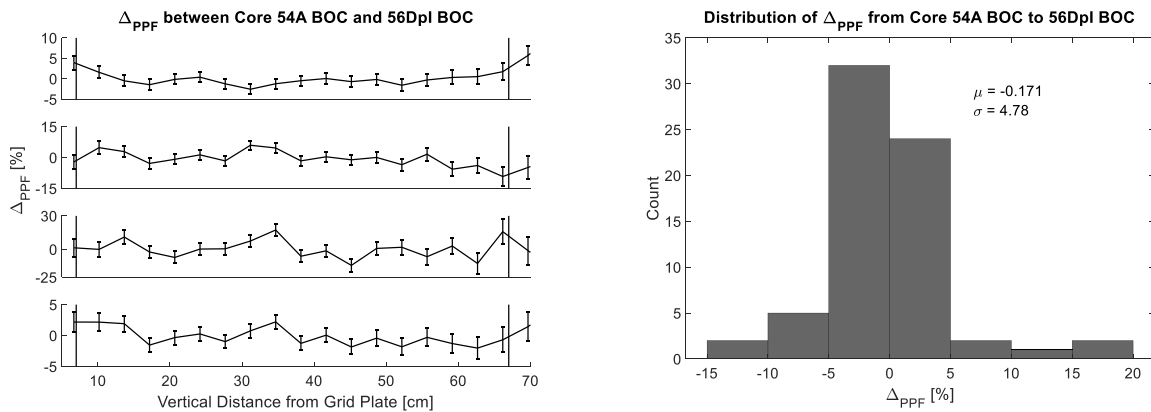 Δ_PPF between Core 54A BOC and 56Dpl BOC
10
5
0
-5
15
0
-15
30
0
-25
5
0
-5
Δ_PPF [%]
10 20 30 40 50 60 70
Vertical Distance from Grid Plate [cm]
Distribution of Δ_PPF from Core 54A BOC to 56Dpl BOC
35
30
25
20
15
10
5
0
Count
μ = -0.171
σ = 4.78
-15 -10 -5 0 5 10 15 20
Δ_PPF [%]